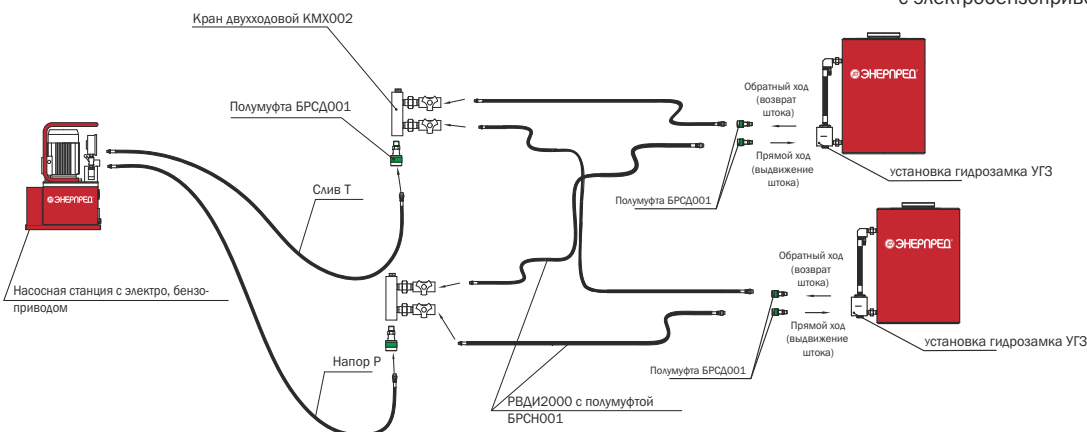 с электробензоприво
Кран двухходовой КМХ002
Полумуфта БРСД001
Слив Т
ЭНЕРПРЕД
Насосная станция с электро, бензо-
приводом
Напор Р
РВДИ2000 с полумуфтой
БРСН001
Обратный ход
(возврат
штока)
Прямой ход
(выдвижение
штока)
Полумуфта БРСД001
ЭНЕРПРЕД
установка гидрозамка УГЗ
Обратный ход
(возврат
штока)
Прямой ход
(выдвижение
штока)
Полумуфта БРСД001
ЭНЕРПРЕД
установка гидрозамка УГЗ